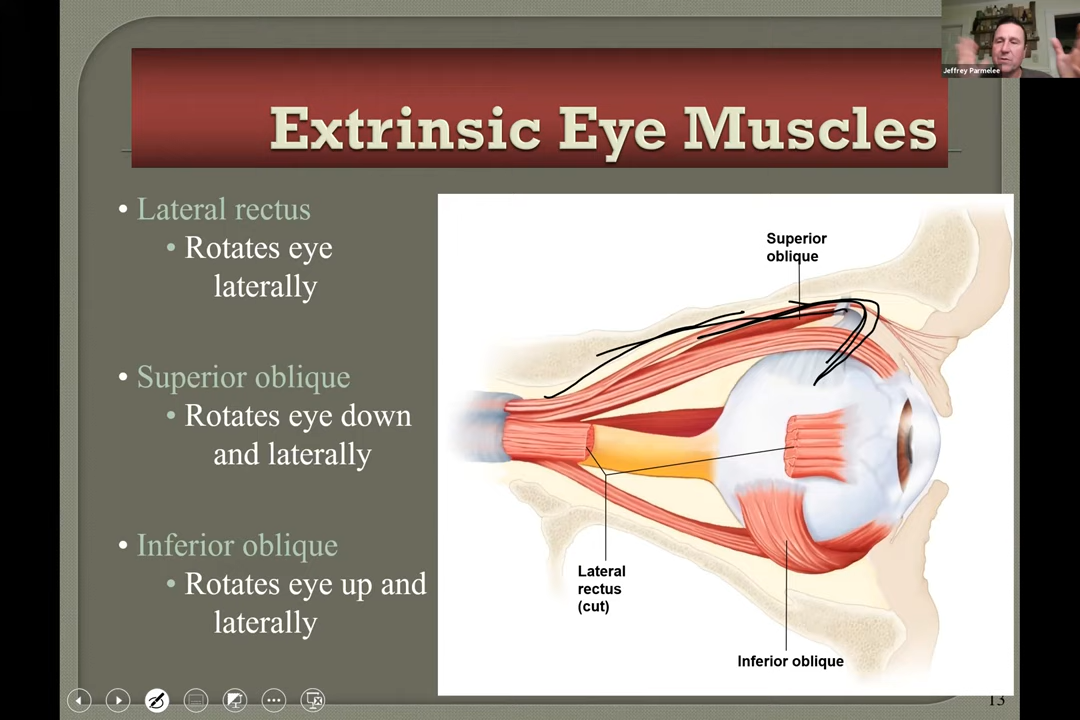 Jeffrey Parmelee
Extrinsic Eye Muscles
• Lateral rectus
• Rotates eye
laterally
• Superior oblique
• Rotates eye down
and laterally
• Inferior oblique
• Rotates eye up and
laterally
Superior
oblique
Lateral
rectus
(cut)
Inferior oblique
13